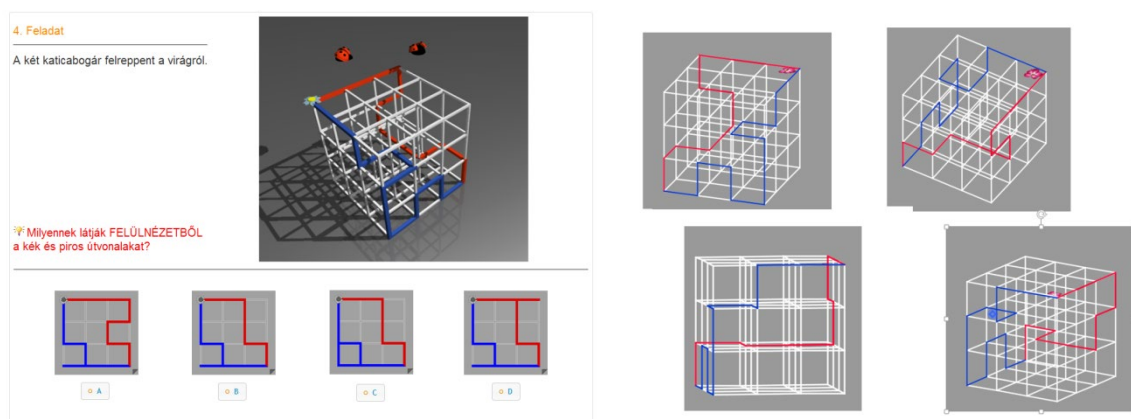 4. Feladat
A két katicabogár felreppent a virágról.
Milyennek látják FELÜLNÉZETBŐL
a kék és piros útvonalakat?
A
B
C
D